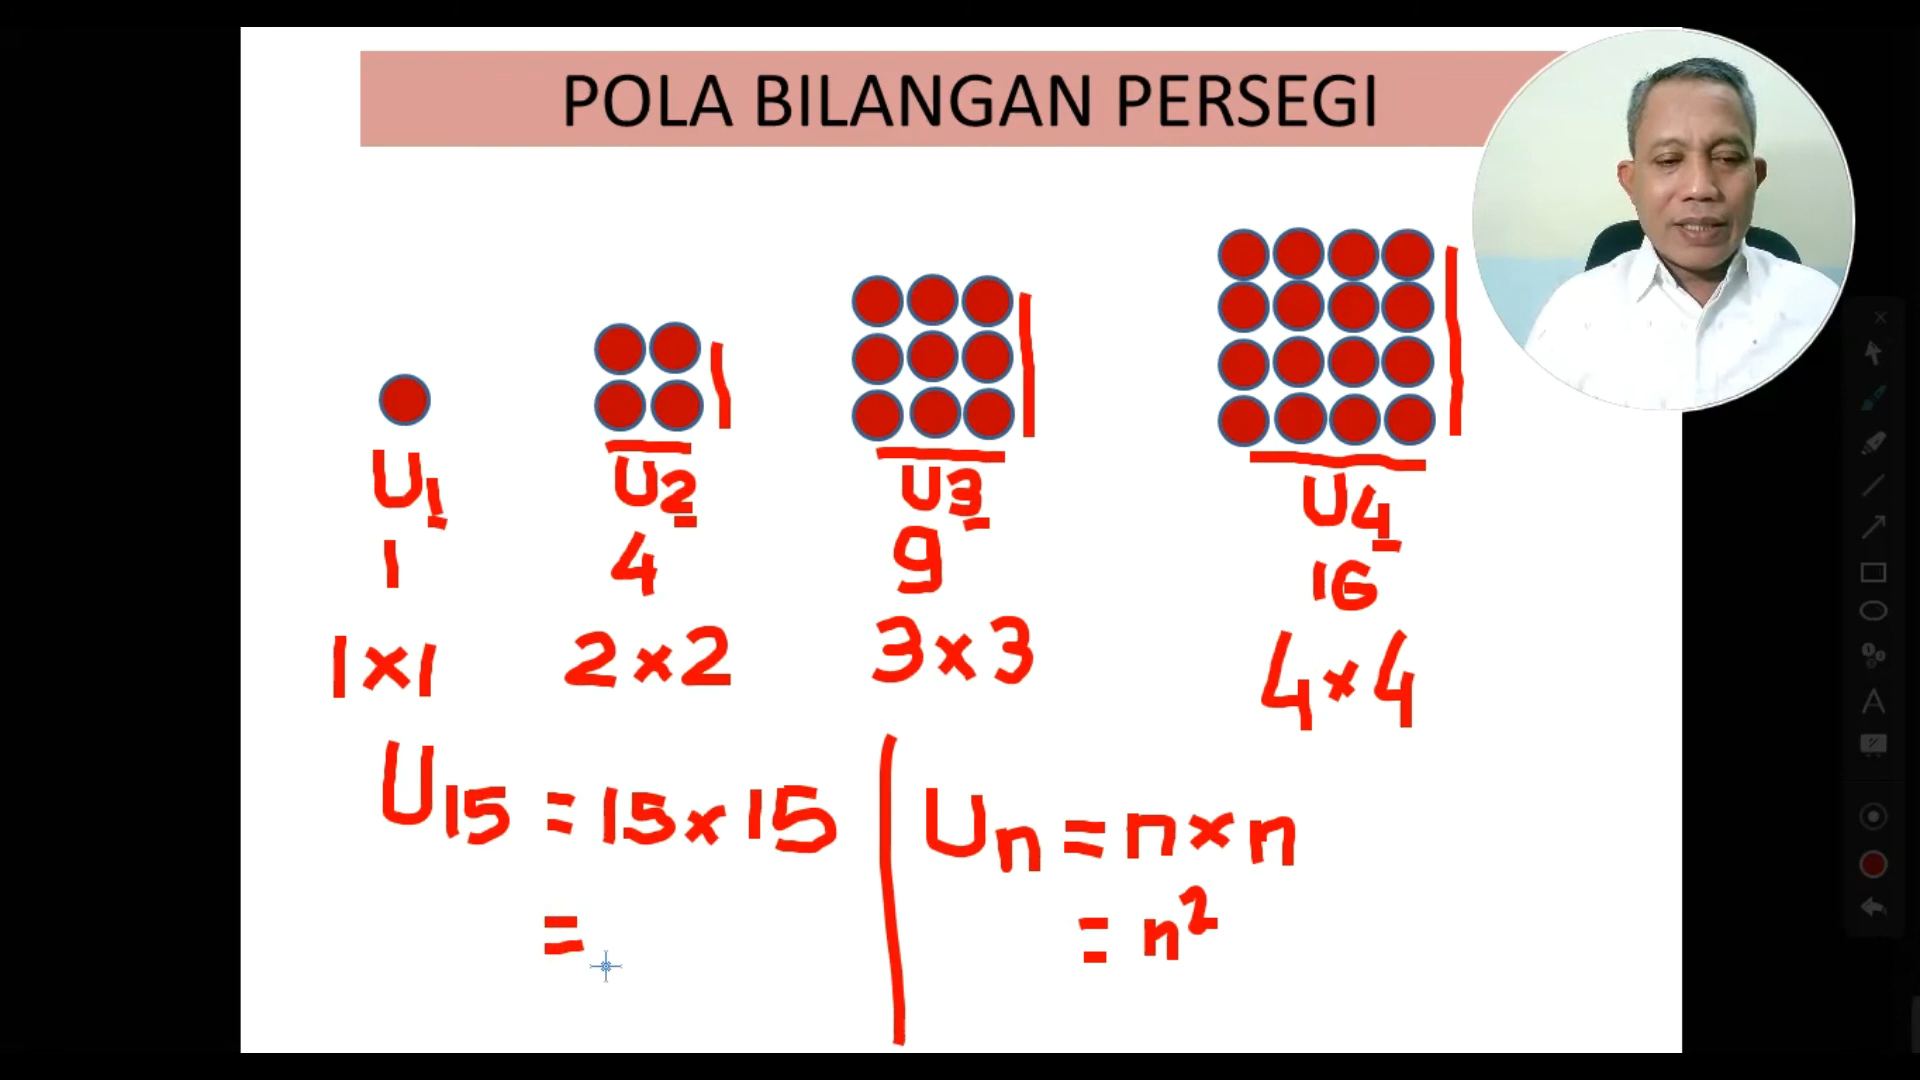 POLA BILANGAN PERSEGI
U1 U2 U3 U4
1 4 9 16
1×1 2×2 3×3 4×4
U15 = 15×15 Un = n×n
= = n²